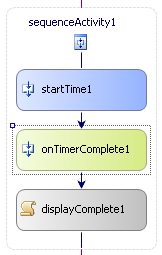 sequenceActivity1
startTime1
onTimerComplete1
displayComplete1